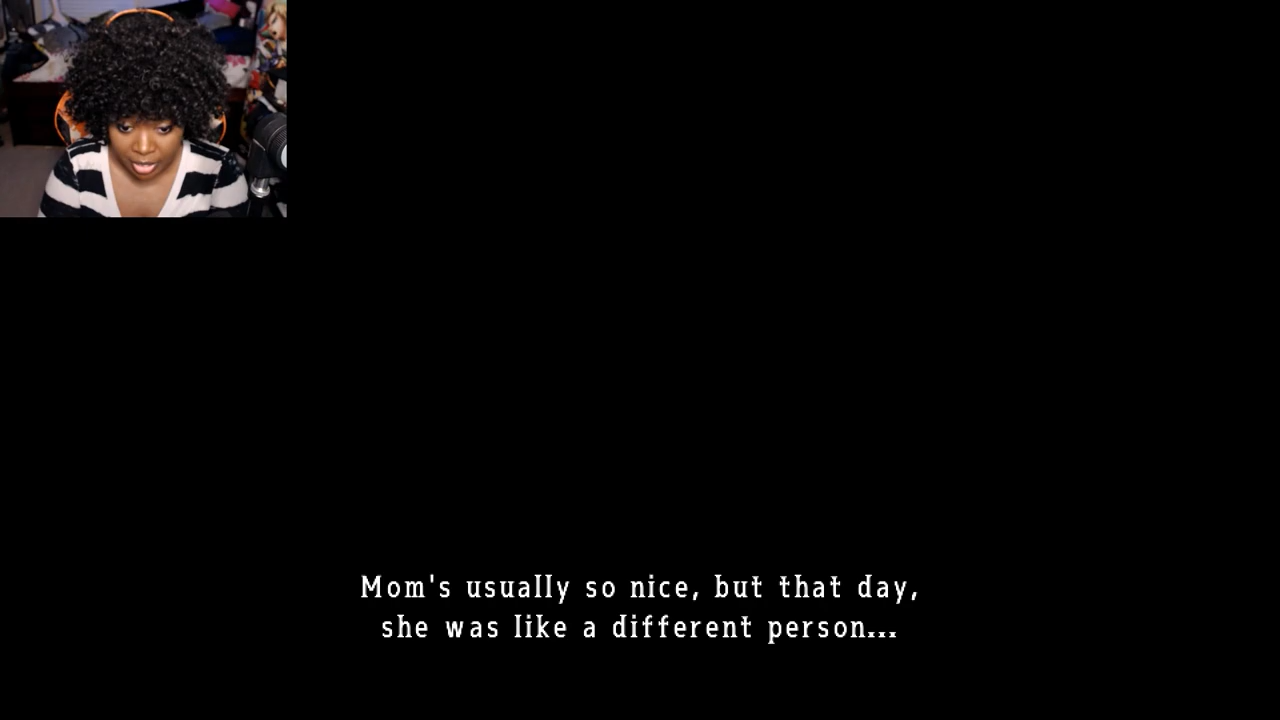 Mom's usually so nice, but that day,
she was like a different person...